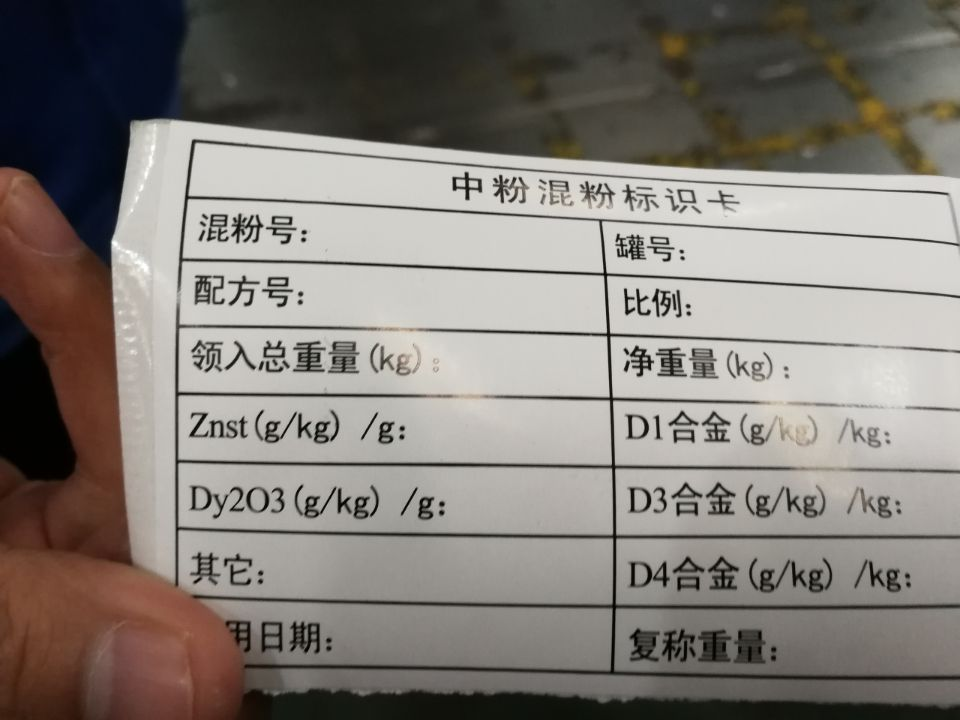 中粉混粉标识卡
混粉号: 罐号:
配方号: 比例:
领入总重量(kg): 净重量(kg):
Znst(g/kg) /g: D1合金(g/kg) /kg:
Dy2O3(g/kg) /g: D3合金(g/kg) /kg:
其它: D4合金(g/kg) /kg:
用日期: 复称重量: